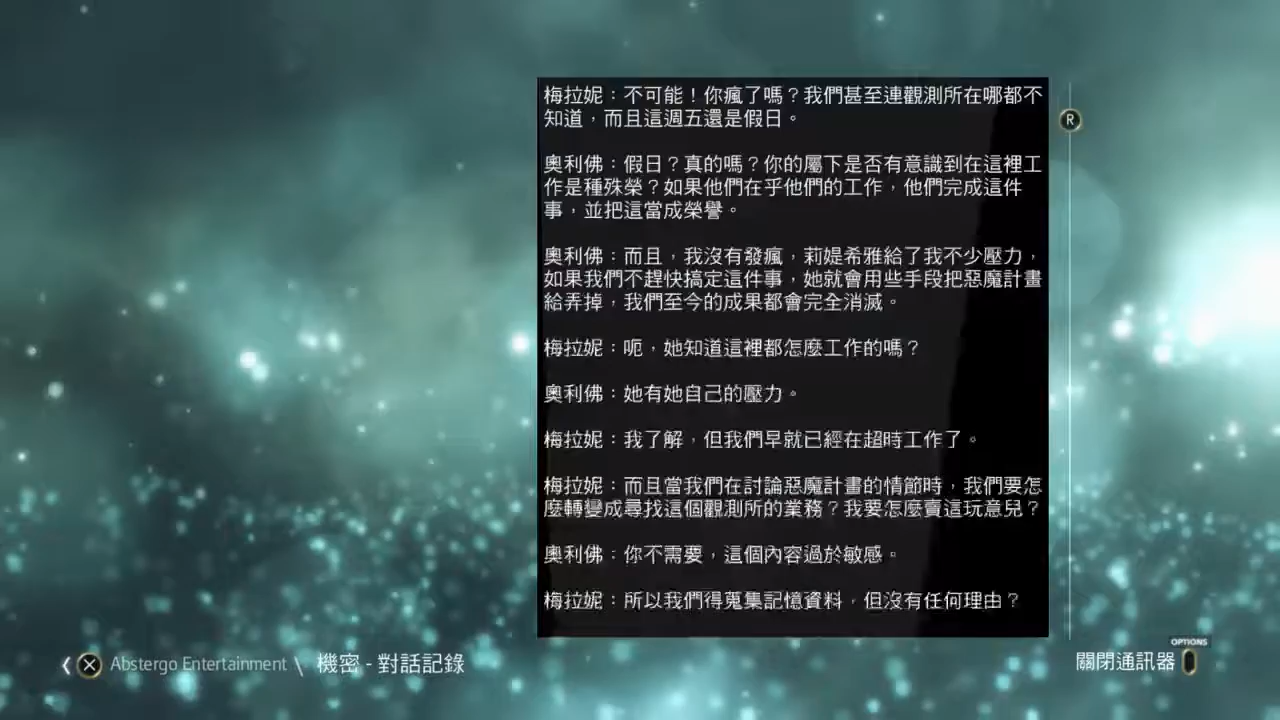 梅拉妮：不可能！你瘋了嗎？我們甚至連觀測所在哪都不
知道，而且這週五還是假日。
奧利佛：假日？真的嗎？你的屬下是否有意識到在這裡工
作是種殊榮？如果他們在乎他們的工作，他們完成這件
事，並把這當成榮譽。
奧利佛：而且，我沒有發瘋，莉媞希雅給了我不少壓力，
如果我們不趕快搞定這件事，她就會用些手段把惡魔計畫
給弄掉，我們至今的成果都會完全消滅。
梅拉妮：呃，她知道這裡都怎麼工作的嗎？
奧利佛：她有她自己的壓力。
梅拉妮：我了解，但我們早就已經在超時工作了。
梅拉妮：而且當我們在討論惡魔計畫的情節時，我們要怎
麼轉變成尋找這個觀測所的業務？我要怎麼賣這玩意兒？
奧利佛：你不需要，這個內容過於敏感。
梅拉妮：所以我們得蒐集記憶資料，但沒有任何理由？
R
Abstergo Entertainment \ 機密 - 對話記錄
OPTIONS
關閉通訊器